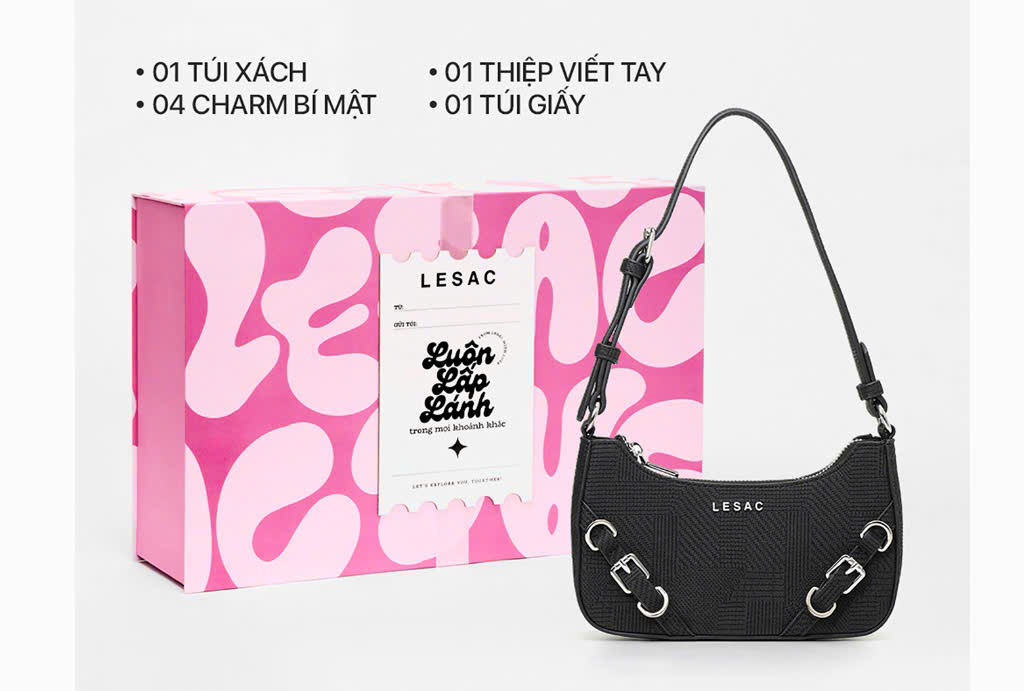 • 01 TÚI XÁCH
• 04 CHARM BÍ MẬT
• 01 THIỆP VIẾT TAY
• 01 TÚI GIẤY
LESAC
TỪ:
GỬI TỚI:
Luôn
Lấp
Lánh
trong mọi khoảnh khắc
LET'S EXPLORE YOU, TOGETHER!
LESAC